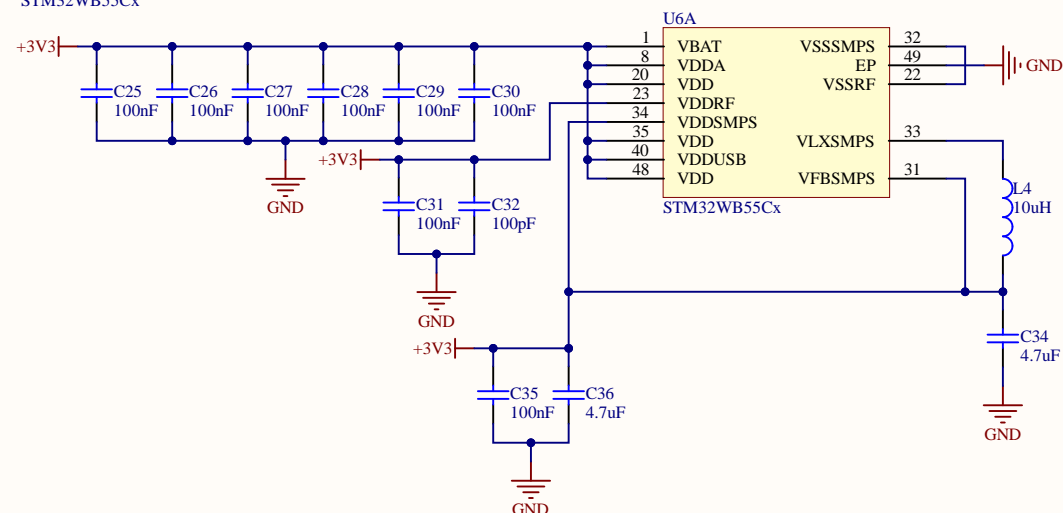 STM32WB55Cx
U6A
+3V3
C25
100nF
C26
100nF
C27
100nF
C28
100nF
C29
100nF
C30
100nF
GND
1 VBAT
8 VDDA
20 VDD
23 VDDRF
34 VDDSMPS
35 VDD
40 VDDUSB
48 VDD
VSSSMPS 32
EP 49
VSSRF 22
VLXSMPS 33
VFBSMPS 31
STM32WB55Cx
GND
+3V3
C31
100nF
C32
100pF
GND
L4
10uH
+3V3
C35
100nF
C36
4.7uF
GND
C34
4.7uF
GND